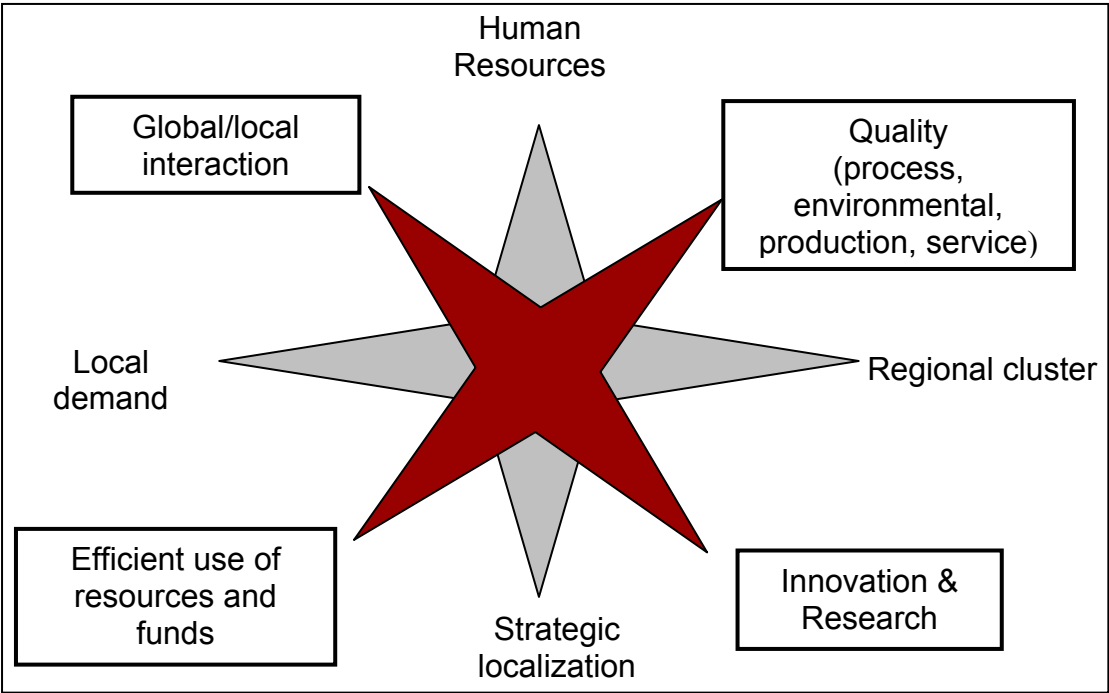 Human
Resources
Global/local
interaction
Quality
(process,
environmental,
production, service)
Local
demand
Regional cluster
Efficient use of
resources and
funds
Strategic
localization
Innovation &
Research